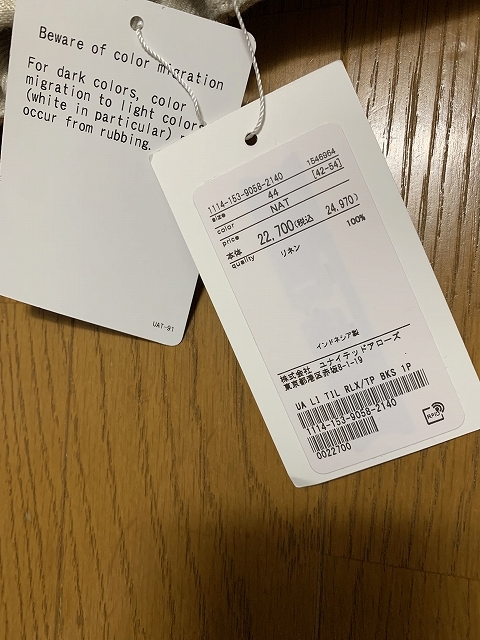 Beware of color migration
For dark colors, color
migration to light colors
(white in particular)
occur from rubbing.
UAT-91
1114-153-9058-2140 1546964
size 44 [42-54]
color NAT
price
本体 22,700(税込 24,970)
quality リネン 100%
インドネシア製
株式会社 ユナイテッドアローズ
東京都港区赤坂8-1-19
UA LI TIL RLX/TP BKS 1P
1114-153-9058-2140
0022700
RFID